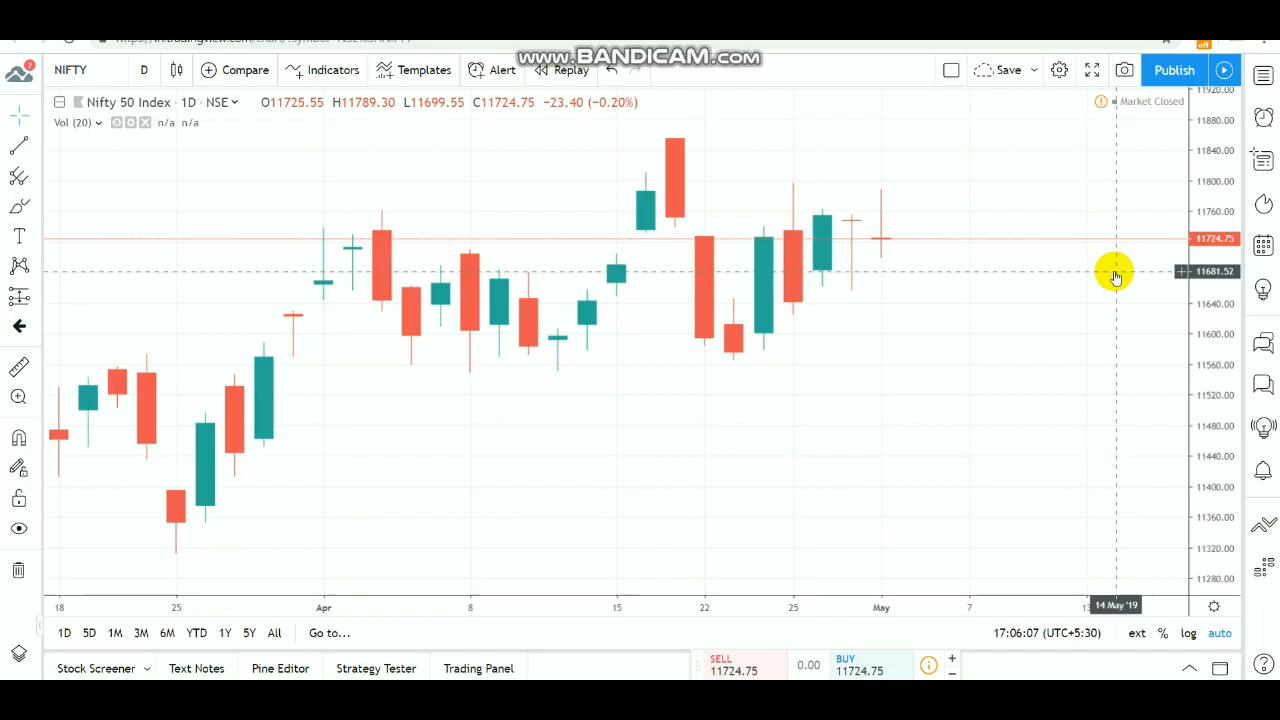 www.BANDICAM.com
off
7
NIFTY
D
Compare
Indicators
Templates
Alert
Replay
Save
Publish
Nifty 50 Index · 1D · NSE
O11725.55 H11789.30 L11699.55 C11724.75 −23.40 (−0.20%)
Market Closed
Vol (20)
n/a n/a
11920.00
11880.00
11840.00
11800.00
11760.00
11724.75
11681.52
11640.00
11600.00
11560.00
11520.00
11480.00
11440.00
11400.00
11360.00
11320.00
11280.00
18 25 Apr 8 15 22 25 May 7 14 May '19
1D 5D 1M 3M 6M YTD 1Y 5Y All Go to... 17:06:07 (UTC+5:30) ext % log auto
Stock Screener Text Notes Pine Editor Strategy Tester Trading Panel
SELL
11724.75
0.00
BUY
11724.75